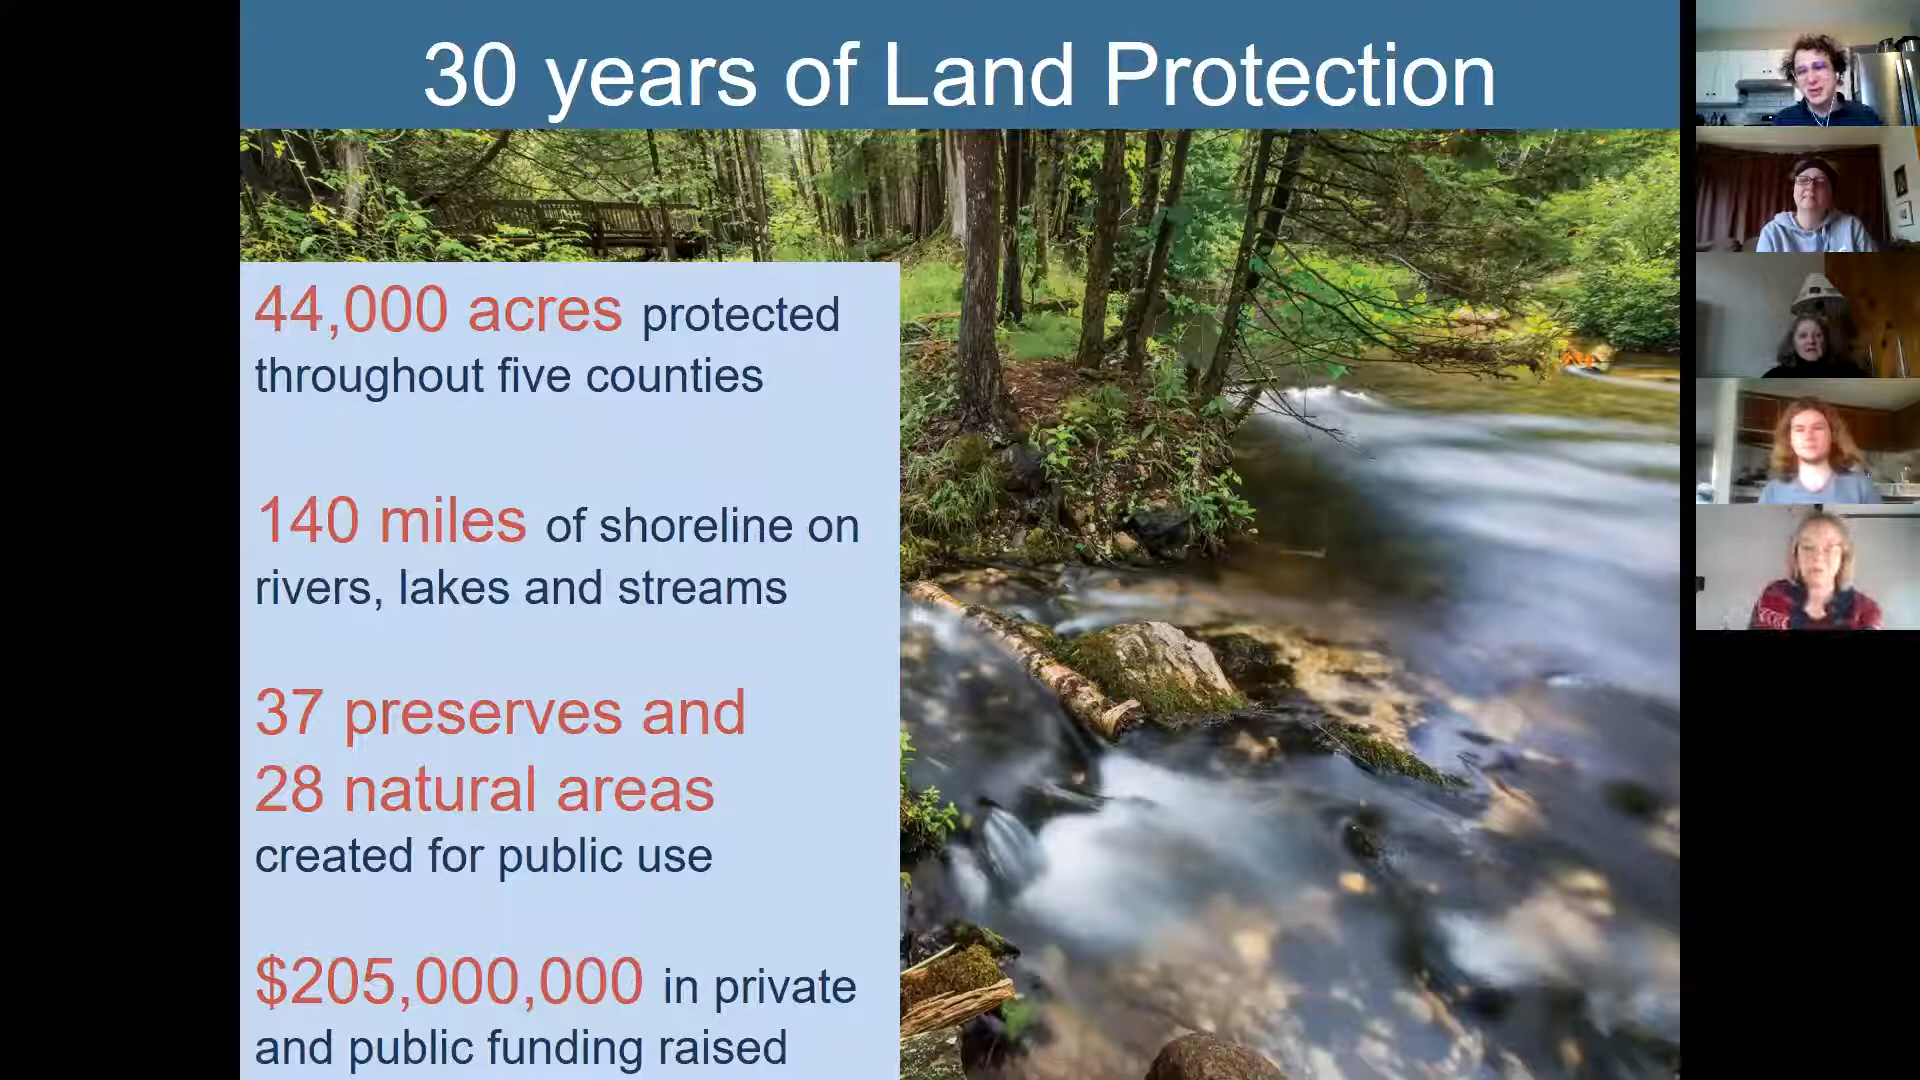 30 years of Land Protection
44,000 acres protected
throughout five counties
140 miles of shoreline on
rivers, lakes and streams
37 preserves and
28 natural areas
created for public use
$205,000,000 in private
and public funding raised